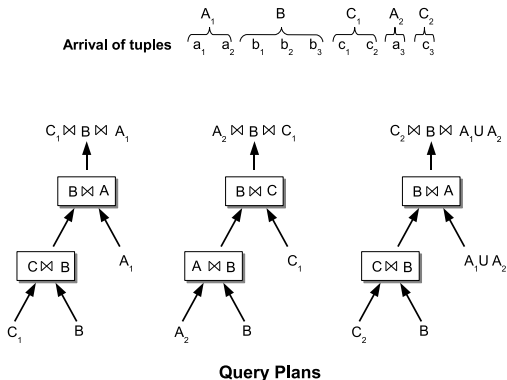 A₁ B C₁ A₂ C₂
Arrival of tuples a₁ a₂ b₁ b₂ b₃ c₁ c₂ a₃ c₃
C₁ ⋈ B ⋈ A₁ A₂ ⋈ B ⋈ C₁ C₂ ⋈ B ⋈ A₁∪A₂
B ⋈ A B ⋈ C B ⋈ A
C ⋈ B A₁ A ⋈ B C₁ C ⋈ B A₁∪A₂
C₁ B A₂ B C₂ B
Query Plans